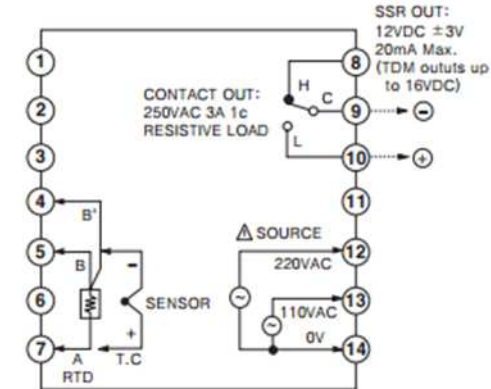 SSR OUT:
12VDC ±3V
20mA Max.
(TDM oututs up
to 16VDC)
1
8
CONTACT OUT:
250VAC 3A 1c
RESISTIVE LOAD
H
C
2
9
−
L
3
10
+
4
11
B'
⚠ SOURCE
5
12
220VAC
B
−
6
SENSOR
~
13
110VAC
~
+
0V
7
14
A
T.C
RTD